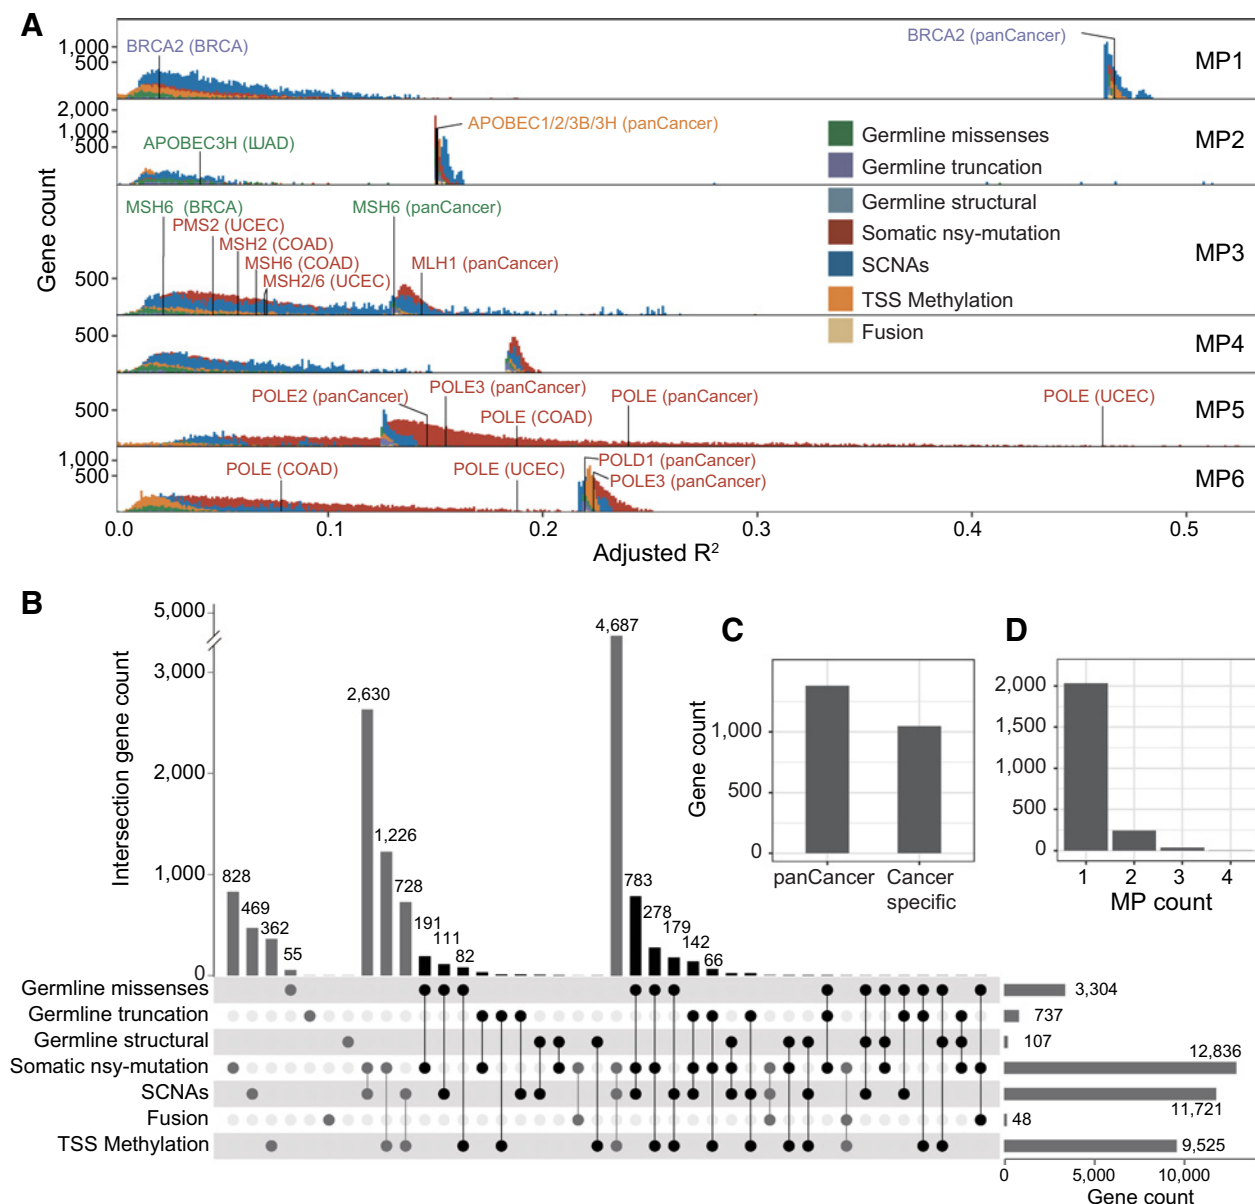 A
1,000
500
BRCA2 (BRCA)
BRCA2 (panCancer)
MP1
2,000
1,000
500
APOBEC3H (LUAD)
APOBEC1/2/3B/3H (panCancer)
MP2
Germline missenses
Germline truncation
Germline structural
Somatic nsy-mutation
SCNAs
TSS Methylation
Fusion
Gene count
MSH6 (BRCA)
PMS2 (UCEC)
MSH2 (COAD)
MSH6 (COAD)
MSH2/6 (UCEC)
MSH6 (panCancer)
MLH1 (panCancer)
MP3
500
500
MP4
500
POLE2 (panCancer)
POLE3 (panCancer)
POLE (COAD)
POLE (panCancer)
POLE (UCEC)
MP5
1,000
500
POLE (COAD)
POLE (UCEC)
POLD1 (panCancer)
POLE3 (panCancer)
MP6
0.0 0.1 0.2 0.3 0.4 0.5
Adjusted R²
B
5,000
3,000
2,000
1,000
0
Intersection gene count
828
469
362
55
2,630
1,226
728
191
111
82
4,687
783
278
179
142
66
Germline missenses
Germline truncation
Germline structural
Somatic nsy-mutation
SCNAs
Fusion
TSS Methylation
3,304
737
107
12,836
11,721
48
9,525
0 5,000 10,000
Gene count
C
Gene count
1,000
500
0
panCancer
Cancer
specific
D
2,000
1,500
1,000
500
0
1 2 3 4
MP count